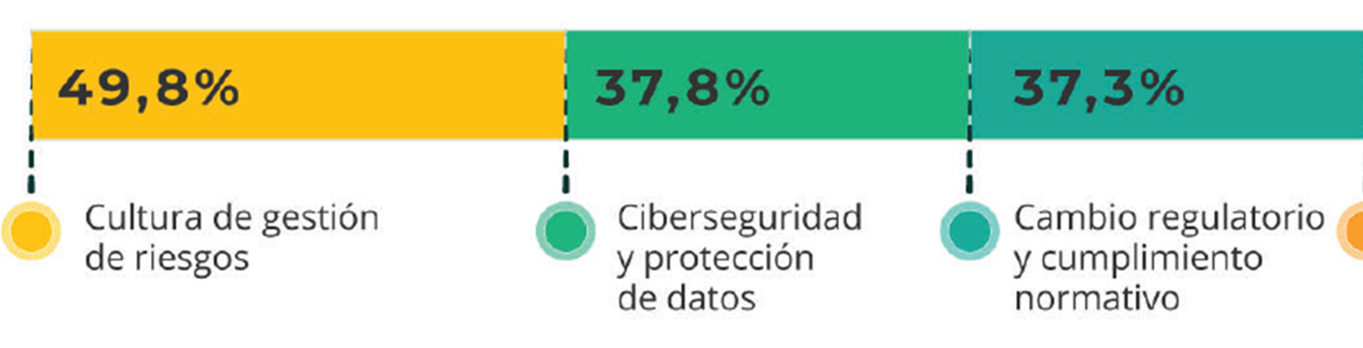 49,8%
37,8%
37,3%
Cultura de gestión
de riesgos
Ciberseguridad
y protección
de datos
Cambio regulatorio
y cumplimiento
normativo